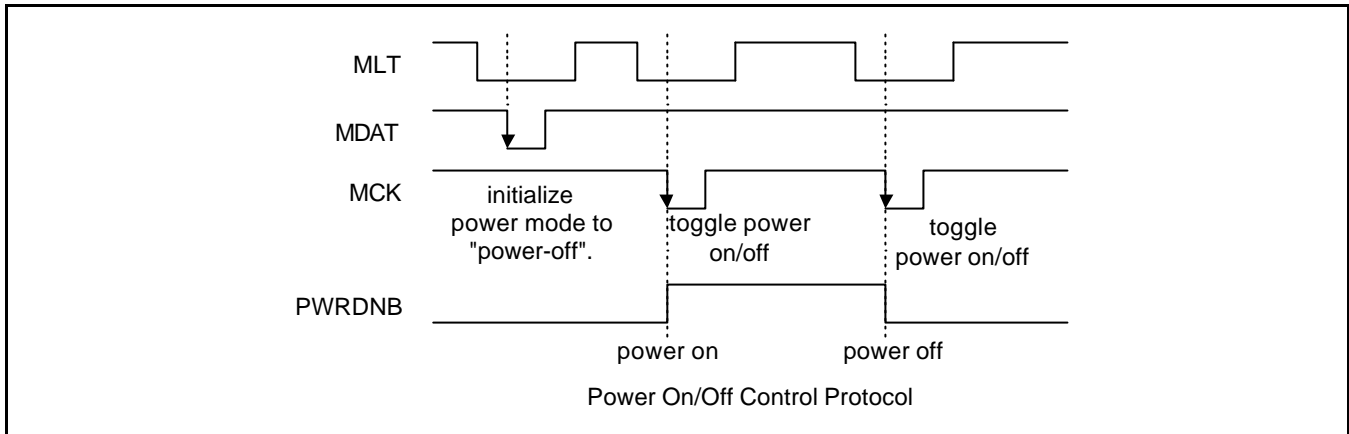 MLT
MDAT
MCK
initialize
power mode to
"power-off".
toggle power
on/off
toggle
power on/off
PWRDNB
power on
power off
Power On/Off Control Protocol